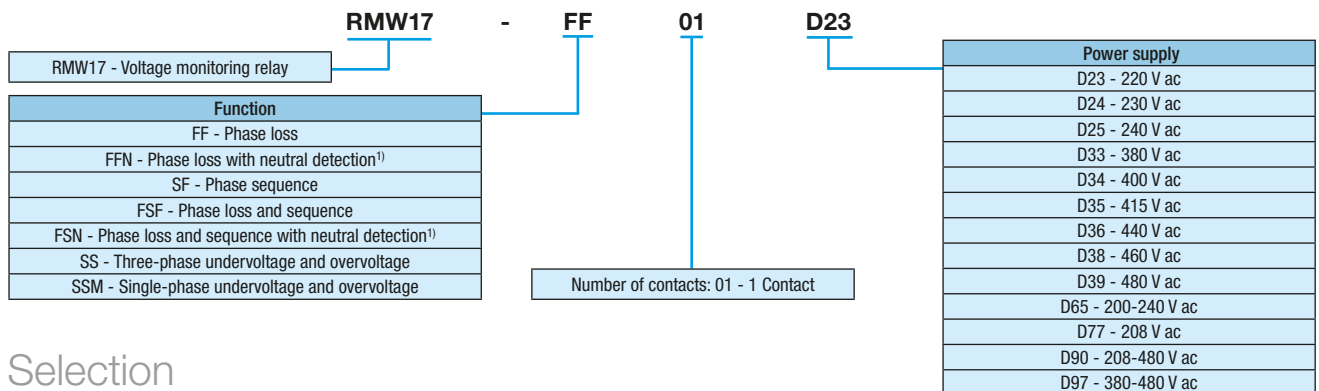 RMW17 - FF 01 D23
RMW17 - Voltage monitoring relay
Function
FF - Phase loss
FFN - Phase loss with neutral detection¹⁾
SF - Phase sequence
FSF - Phase loss and sequence
FSN - Phase loss and sequence with neutral detection¹⁾
SS - Three-phase undervoltage and overvoltage
SSM - Single-phase undervoltage and overvoltage
Number of contacts: 01 - 1 Contact
Power supply
D23 - 220 V ac
D24 - 230 V ac
D25 - 240 V ac
D33 - 380 V ac
D34 - 400 V ac
D35 - 415 V ac
D36 - 440 V ac
D38 - 460 V ac
D39 - 480 V ac
D65 - 200-240 V ac
D77 - 208 V ac
D90 - 208-480 V ac
D97 - 380-480 V ac
Selection